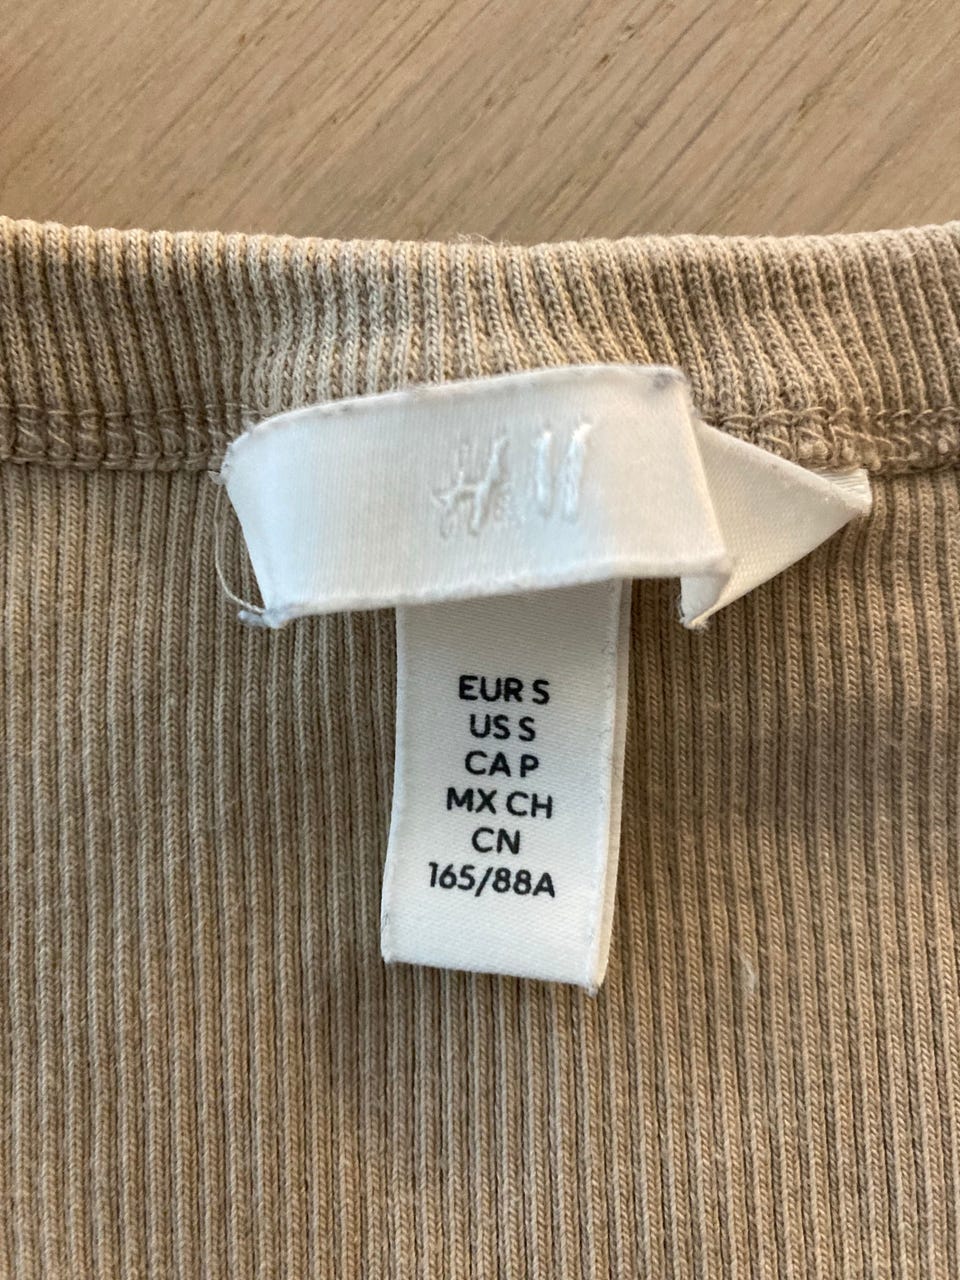 H&M
EUR S
US S
CA P
MX CH
CN
165/88A